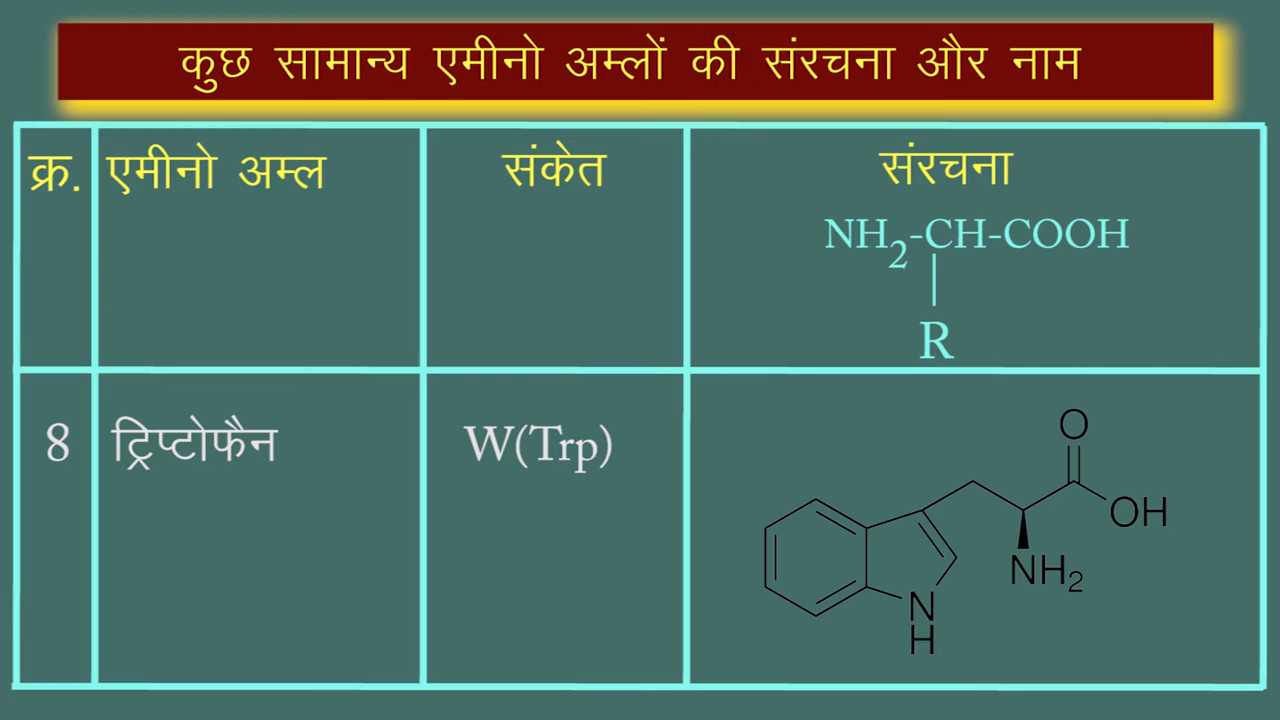 कुछ सामान्य एमीनो अम्लों की संरचना और नाम
क्र. एमीनो अम्ल संकेत संरचना
NH2-CH-COOH
R
8 ट्रिप्टोफैन W(Trp)
O
OH
NH2
N
H